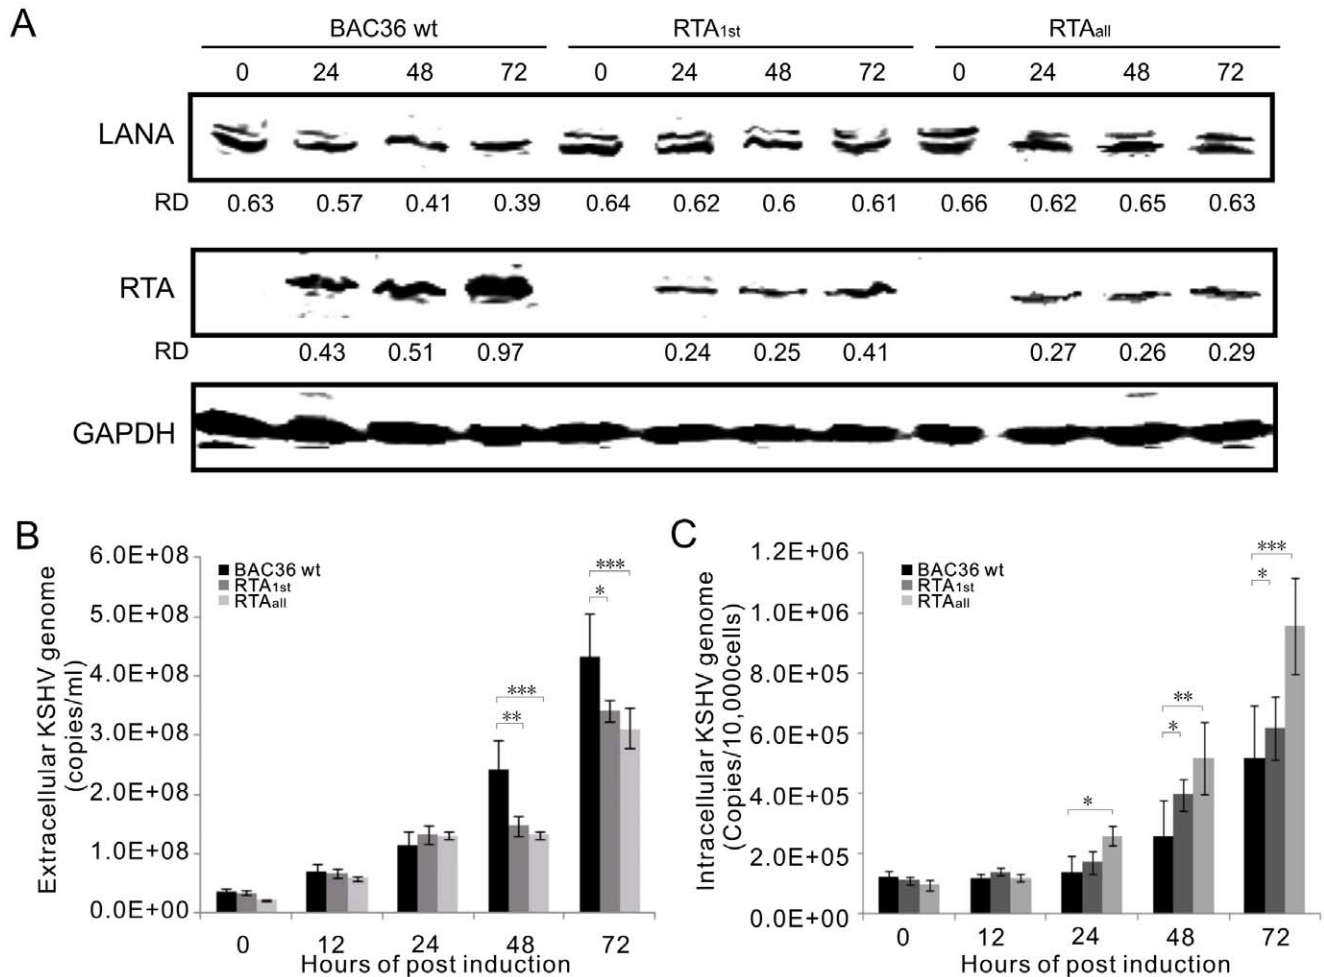 A
BAC36 wt RTA1st RTAall
0 24 48 72 0 24 48 72 0 24 48 72
LANA
RD 0.63 0.57 0.41 0.39 0.64 0.62 0.6 0.61 0.66 0.62 0.65 0.63
RTA
RD 0.43 0.51 0.97 0.24 0.25 0.41 0.27 0.26 0.29
GAPDH
B
Extracellular KSHV genome
(copies/ml)
6.0E+08
5.0E+08
4.0E+08
3.0E+08
2.0E+08
1.0E+08
0.0E+00
BAC36 wt
RTA1st
RTAall
***
*
***
**
0 12 24 48 72
Hours of post induction
C
Intracellular KSHV genome
(Copies/10,000cells)
1.2E+06
1.0E+06
8.0E+05
6.0E+05
4.0E+05
2.0E+05
0.0E+00
BAC36 wt
RTA1st
RTAall
***
*
**
*
*
0 12 24 48 72
Hours of post induction